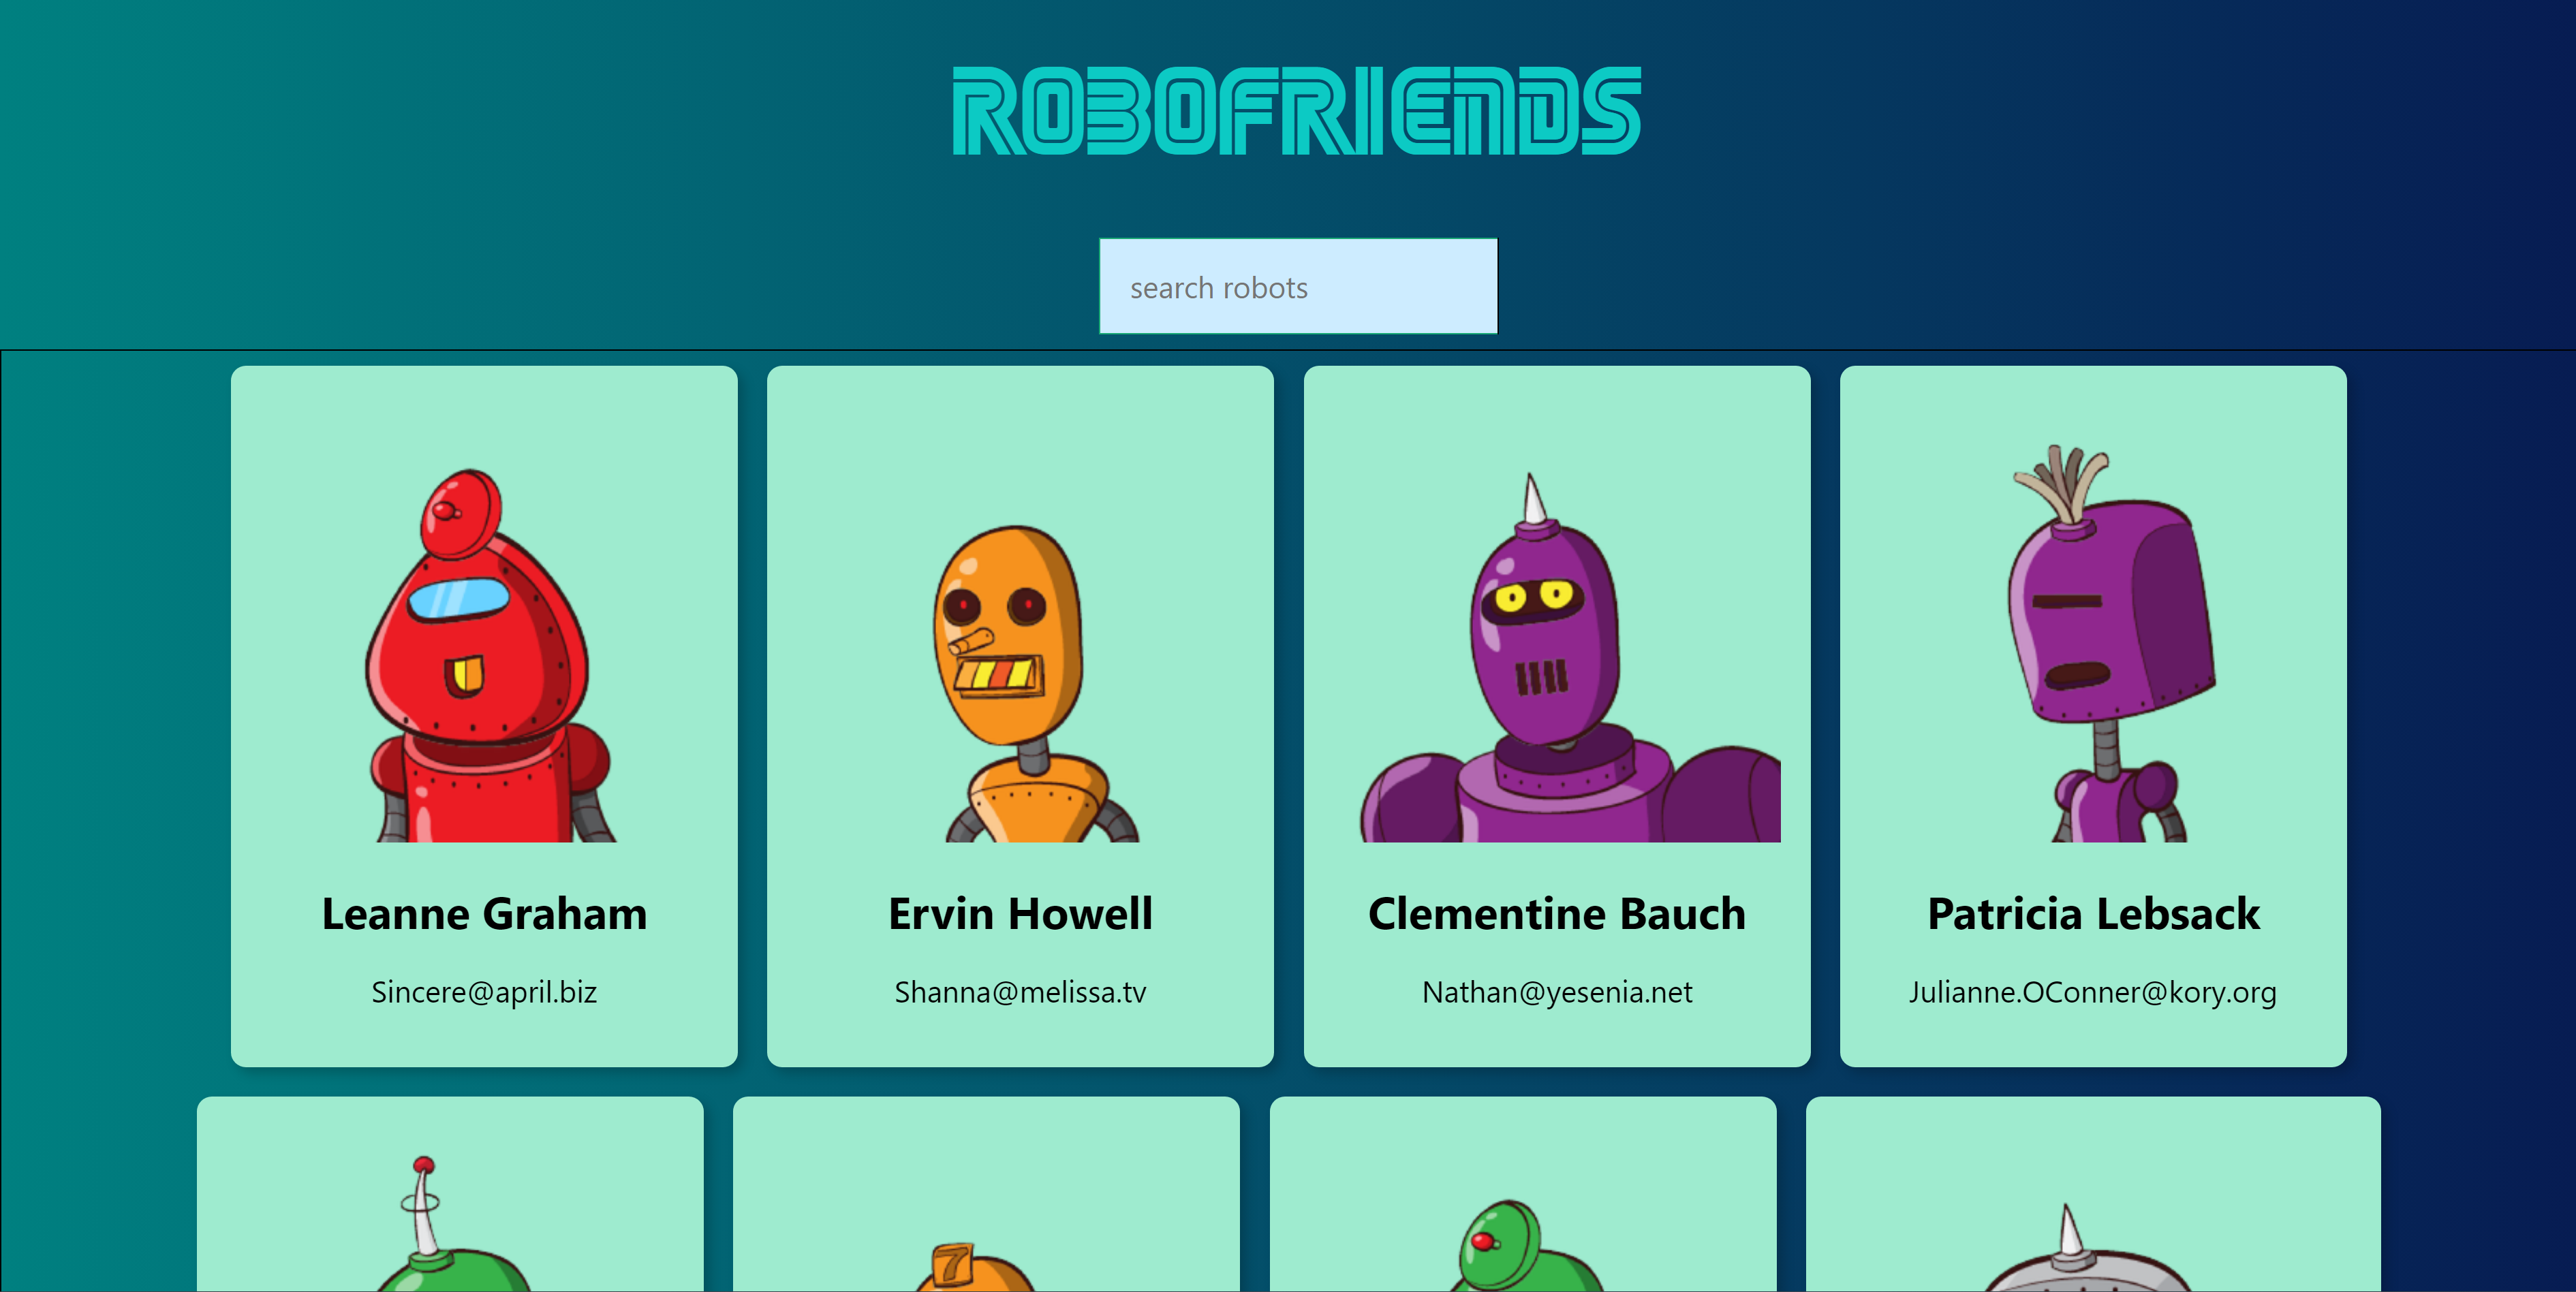 ROBOFRIENDS
search robots
Leanne Graham
Sincere@april.biz
Ervin Howell
Shanna@melissa.tv
Clementine Bauch
Nathan@yesenia.net
Patricia Lebsack
Julianne.OConner@kory.org
7